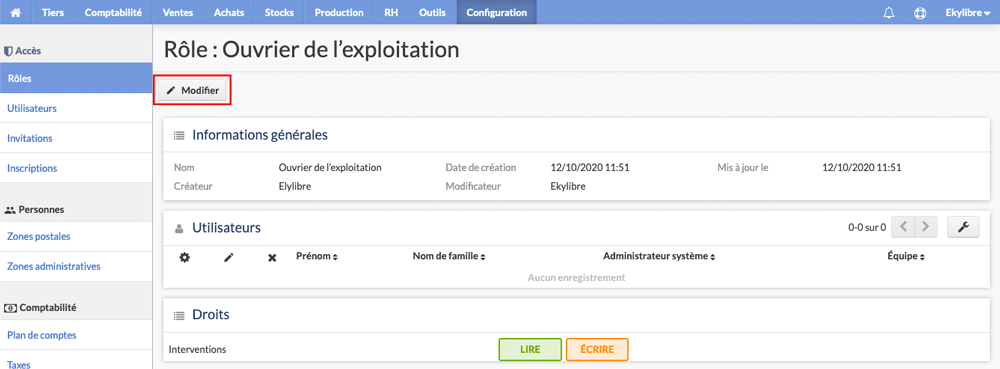 Tiers Comptabilité Ventes Achats Stocks Production RH Outils Configuration Ekylibre
Accès
Rôles
Utilisateurs
Invitations
Inscriptions
Personnes
Zones postales
Zones administratives
Comptabilité
Plan de comptes
Taxes
Rôle : Ouvrier de l’exploitation
Modifier
Informations générales
Nom Ouvrier de l’exploitation Date de création 12/10/2020 11:51 Mis à jour le 12/10/2020 11:51
Créateur Elylibre Modificateur Ekylibre
Utilisateurs 0-0 sur 0
Prénom Nom de famille Administrateur système Équipe
Aucun enregistrement
Droits
Interventions LIRE ÉCRIRE